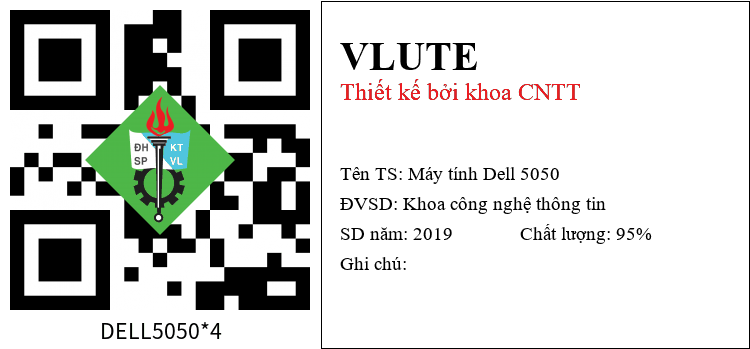 ĐH KT
SP VL
DELL5050*4
VLUTE
Thiết kế bởi khoa CNTT
Tên TS: Máy tính Dell 5050
ĐVSD: Khoa công nghệ thông tin
SD năm: 2019 Chất lượng: 95%
Ghi chú: